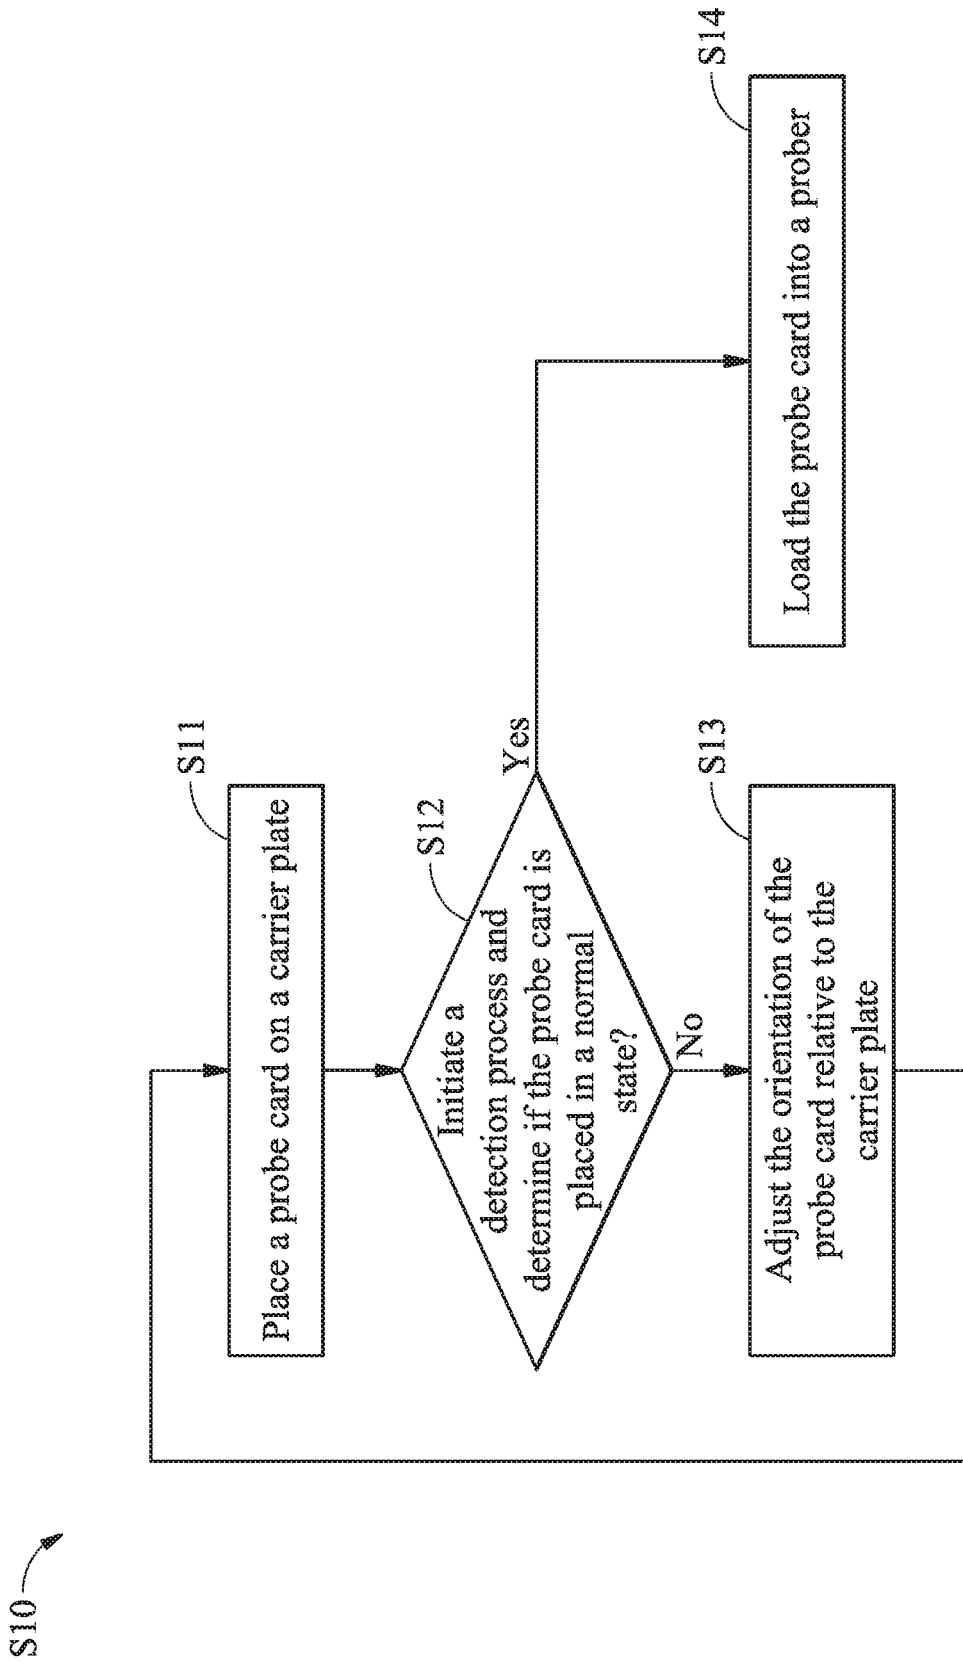 S10
S11
Place a probe card on a carrier plate
S12
Initiate a
detection process and
determine if the probe card is
placed in a normal
state?
Yes
No
S13
Adjust the orientation of the
probe card relative to the
carrier plate
S14
Load the probe card into a prober